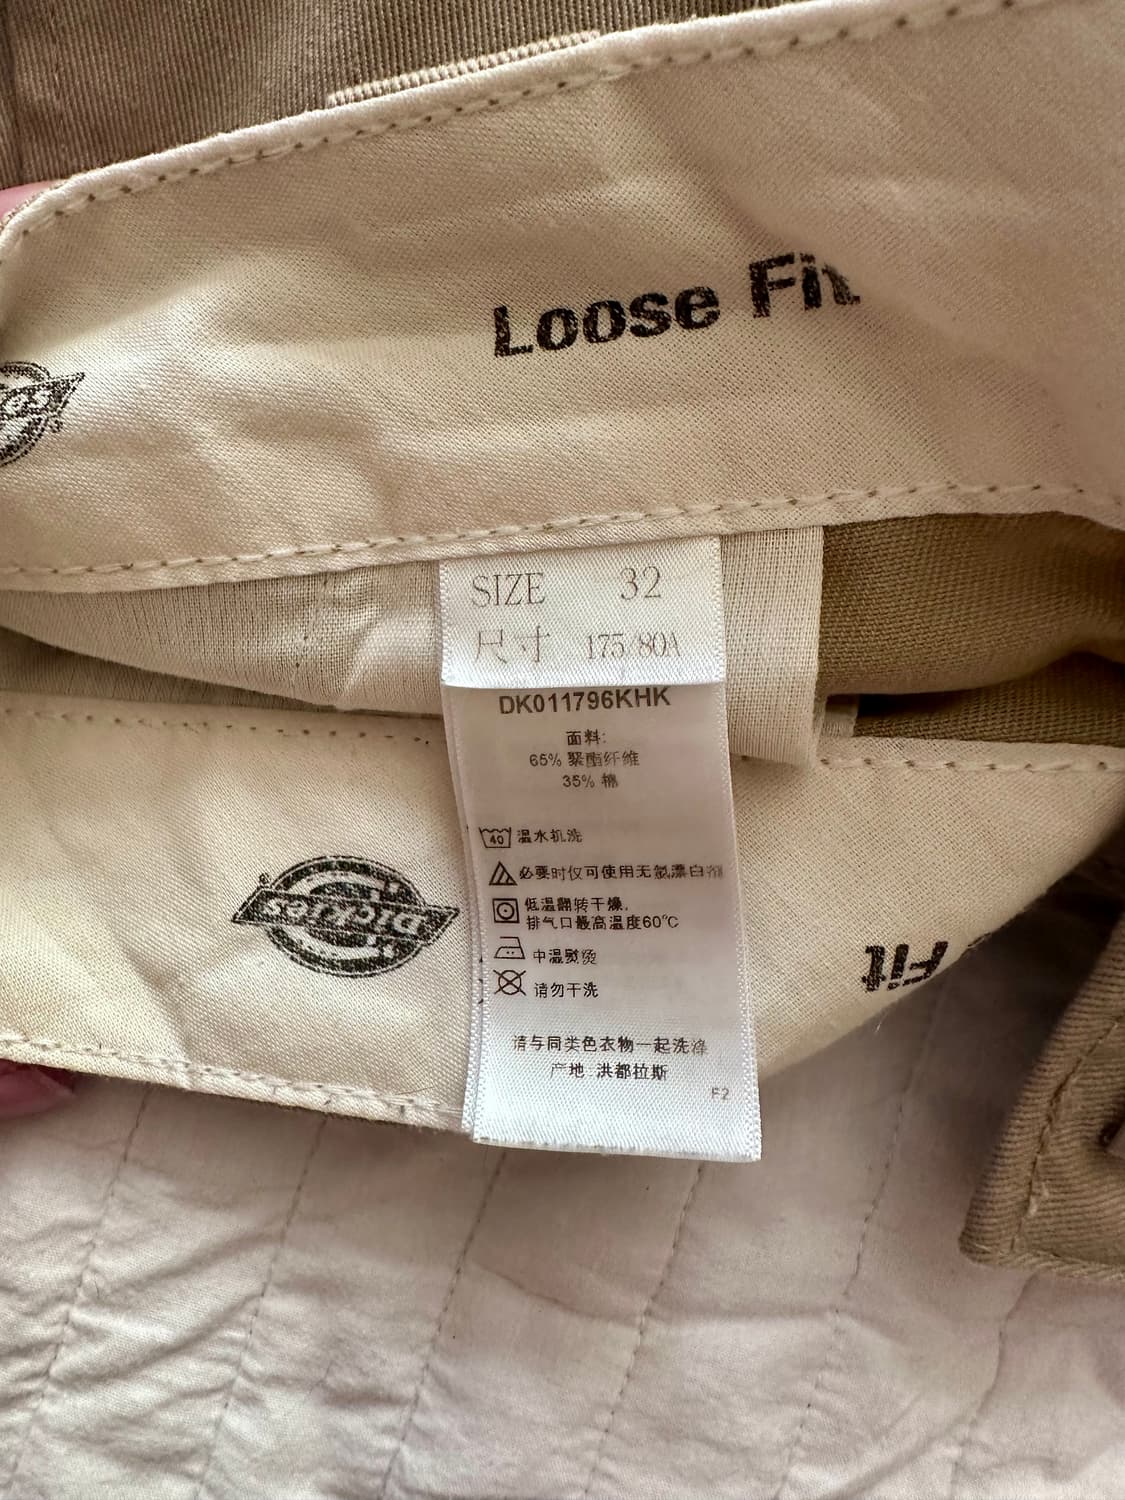 Loose Fit
SIZE 32
尺寸 175/80A
DK011796KHK
面料:
65% 聚酯纤维
35% 棉
40 温水机洗
必要时仅可使用无氯漂白剂
低温翻转干燥,
排气口最高温度60°C
中温熨烫
请勿干洗
Dickies
Fit
请与同类色衣物一起洗涤
产地 洪都拉斯
F2